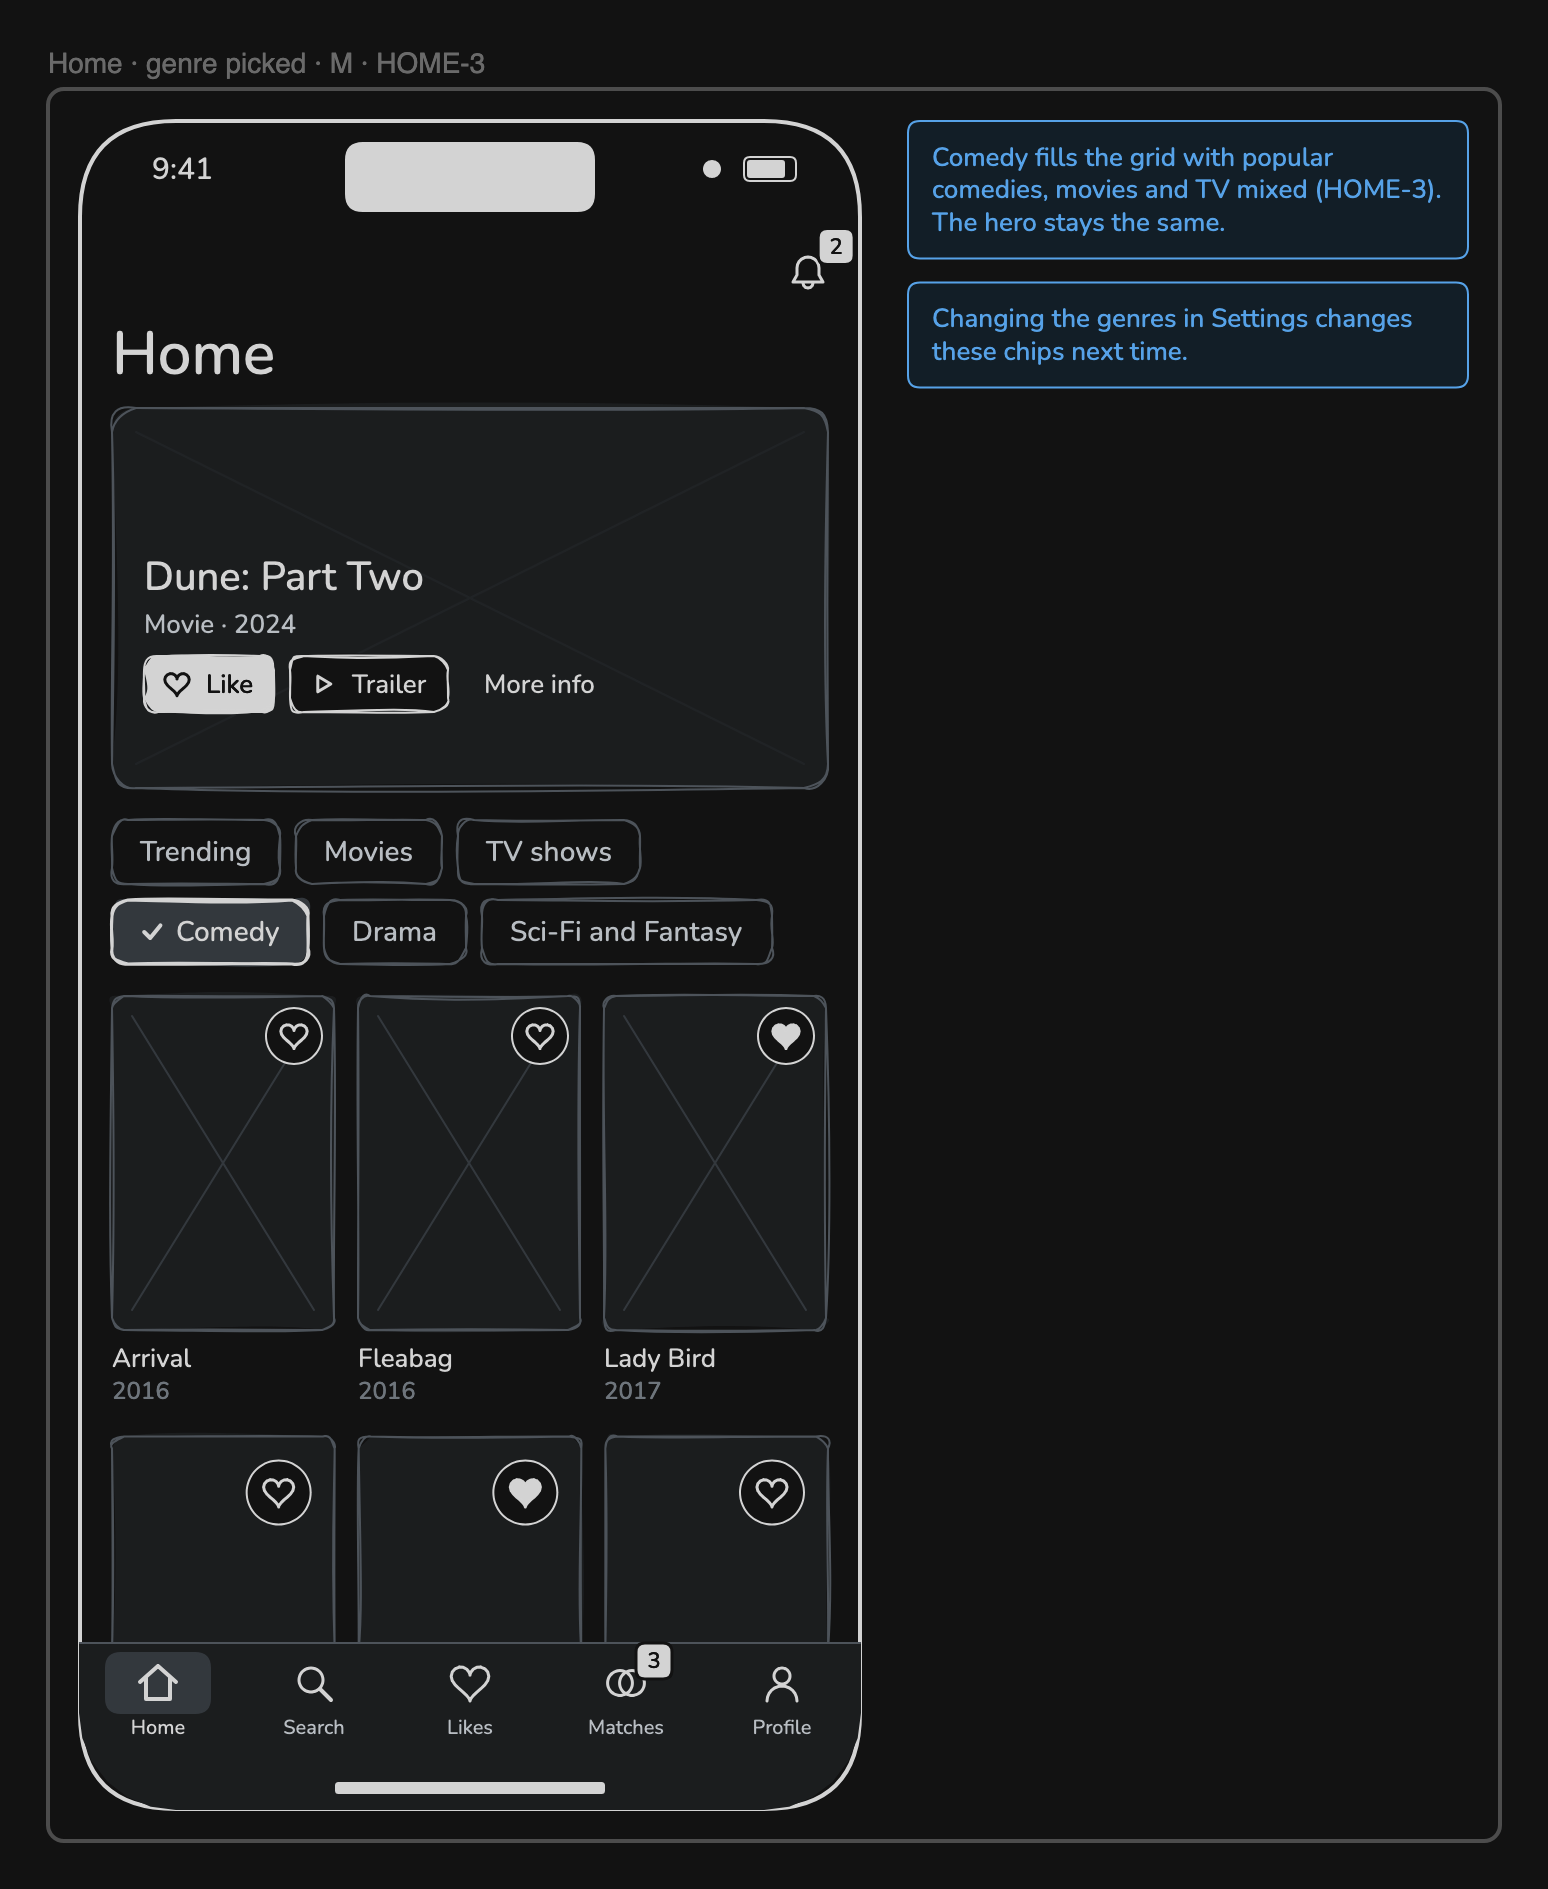 Home · genre picked · M · HOME-3
9:41
2
Home
Dune: Part Two
Movie · 2024
Like
Trailer
More info
Trending
Movies
TV shows
Comedy
Drama
Sci-Fi and Fantasy
Arrival
2016
Fleabag
2016
Lady Bird
2017
Home
Search
Likes
3
Matches
Profile
Comedy fills the grid with popular
comedies, movies and TV mixed (HOME-3).
The hero stays the same.
Changing the genres in Settings changes
these chips next time.